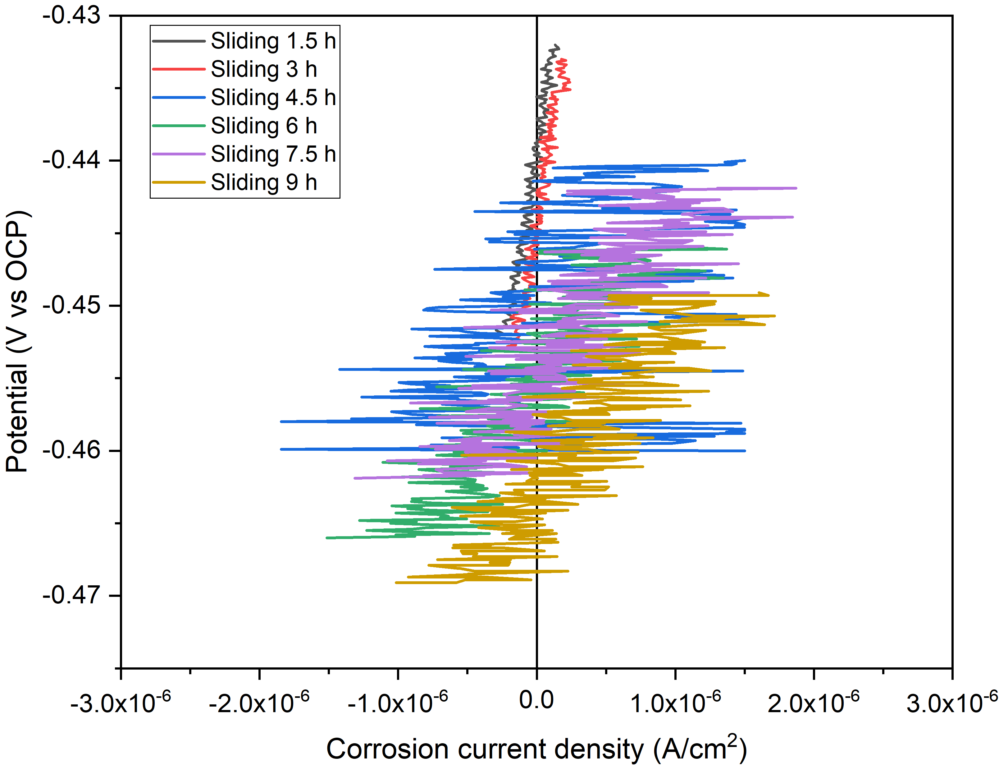 -0.43
-0.44
-0.45
-0.46
-0.47
Potential (V vs OCP)
Sliding 1.5 h
Sliding 3 h
Sliding 4.5 h
Sliding 6 h
Sliding 7.5 h
Sliding 9 h
-3.0x10⁻⁶ -2.0x10⁻⁶ -1.0x10⁻⁶ 0.0 1.0x10⁻⁶ 2.0x10⁻⁶ 3.0x10⁻⁶
Corrosion current density (A/cm²)